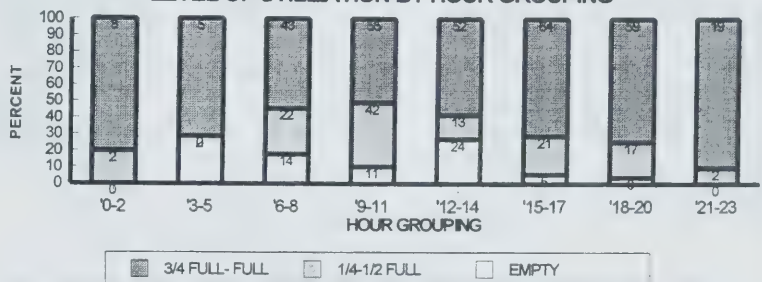 LEVEL OF UTILIZATION BY HOUR GROUPING
PERCENT
100
90
80
70
60
50
40
30
20
10
0
8 5 43 55 52 64 59 19
2 22 42 13 21 17 2
0 14 11 24 0
'0-2 '3-5 '6-8 '9-11 '12-14 '15-17 '18-20 '21-23
HOUR GROUPING
3/4 FULL- FULL 1/4-1/2 FULL EMPTY